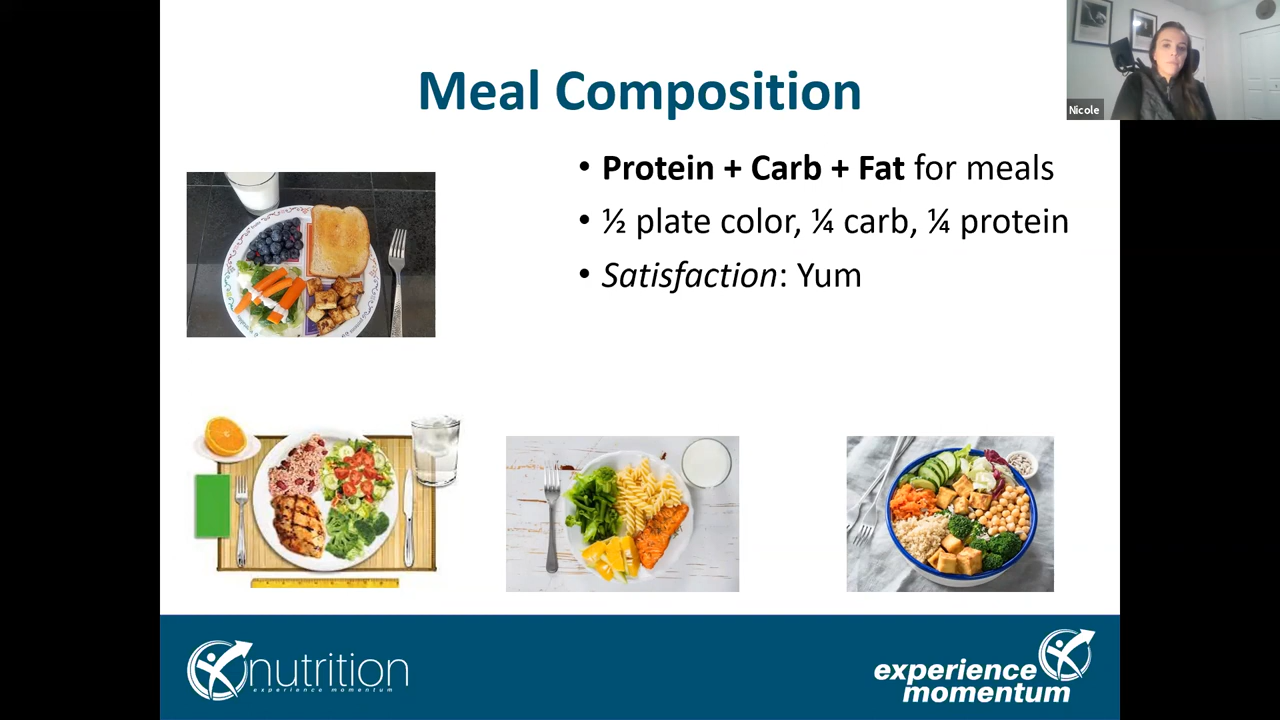 Nicole
Meal Composition
• Protein + Carb + Fat for meals
• ½ plate color, ¼ carb, ¼ protein
• Satisfaction: Yum
nutrition
experience momentum
experience
momentum